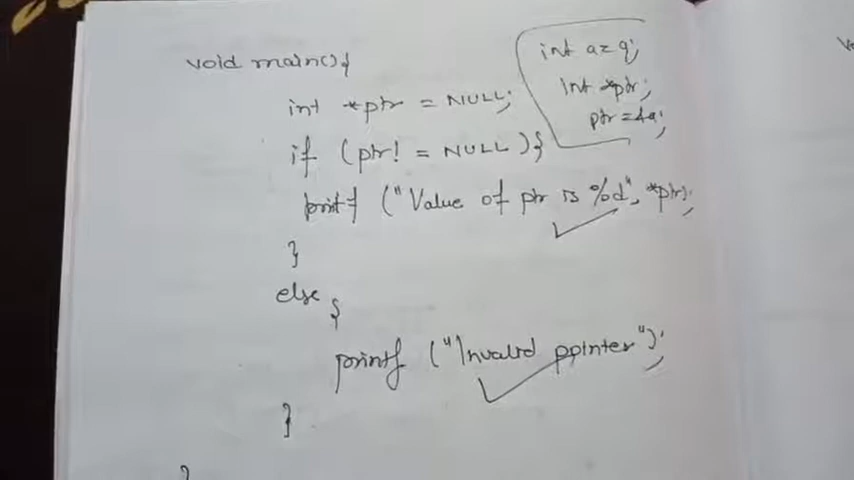 void main(){
int *ptr = NULL;
if (ptr! = NULL){
printf ("Value of ptr is %d", *ptr);
}
else {
printf ("Invalid pointer");
}
}
int a = 9;
int *ptr;
ptr = &a;